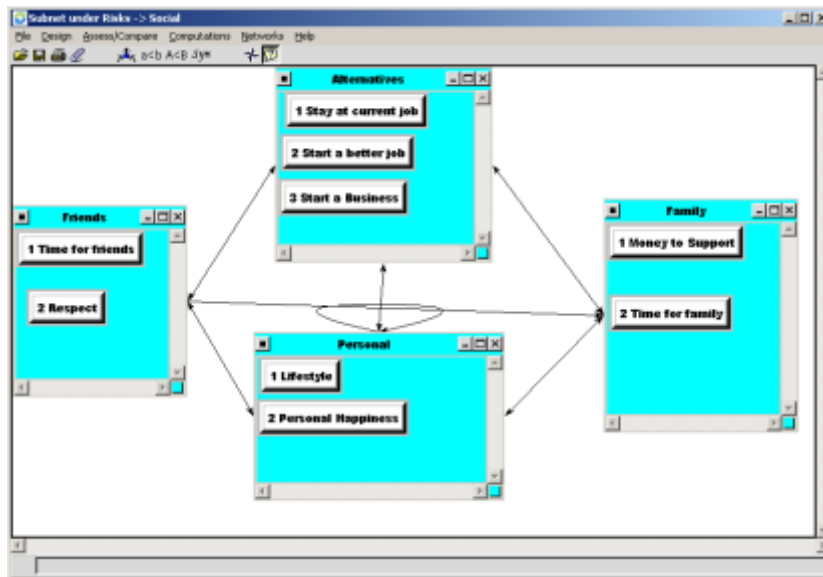 Subnet under Risks -> Social
File Design Assess/Compare Computations Networks Help
a<b A<B
Alternatives
1 Stay at current job
2 Start a better job
3 Start a Business
Friends
1 Time for friends
2 Respect
Family
1 Money to Support
2 Time for family
Personal
1 Lifestyle
2 Personal Happiness